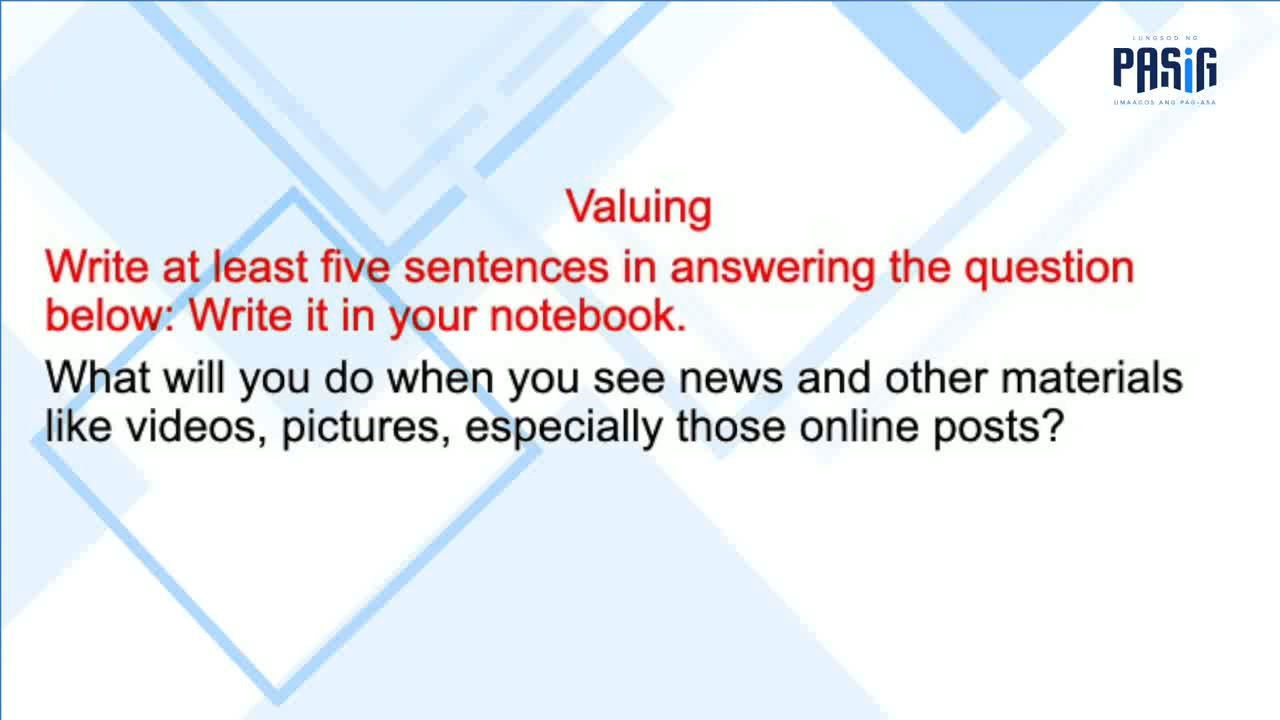 LUNGSOD NG
PASiG
UMAAGOS ANG PAG-ASA
Valuing
Write at least five sentences in answering the question
below: Write it in your notebook.
What will you do when you see news and other materials
like videos, pictures, especially those online posts?